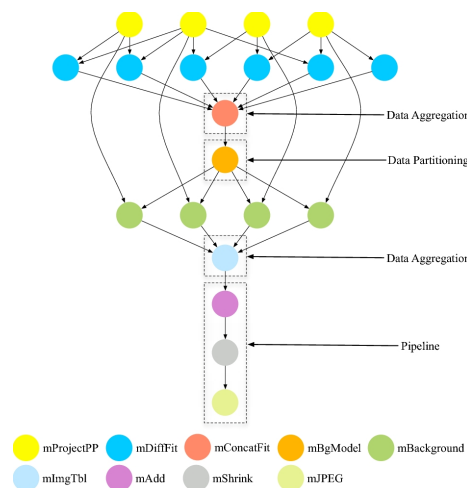 Data Aggregation
Data Partitioning
Data Aggregation
Pipeline
mProjectPP mDiffFit mConcatFit mBgModel mBackground
mImgTbl mAdd mShrink mJPEG